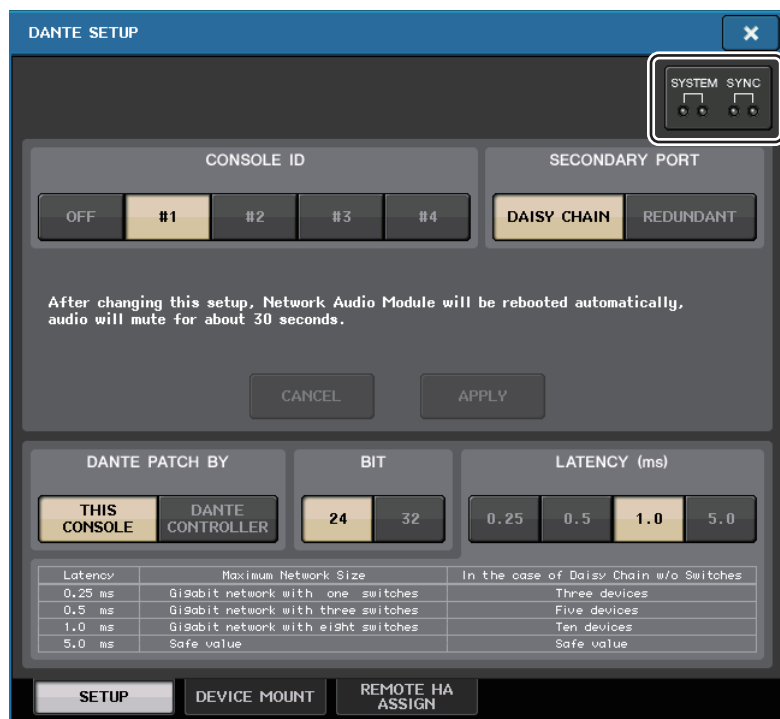 DANTE SETUP
SYSTEM SYNC
CONSOLE ID
SECONDARY PORT
OFF #1 #2 #3 #4
DAISY CHAIN REDUNDANT
After changing this setup, Network Audio Module will be rebooted automatically,
audio will mute for about 30 seconds.
CANCEL APPLY
DANTE PATCH BY
BIT
LATENCY (ms)
THIS CONSOLE DANTE CONTROLLER
24 32
0.25 0.5 1.0 5.0
Latency Maximum Network Size In the case of Daisy Chain w/o Switches
0.25 ms Gigabit network with one switches Three devices
0.5 ms Gigabit network with three switches Five devices
1.0 ms Gigabit network with eight switches Ten devices
5.0 ms Safe value Safe value
SETUP DEVICE MOUNT REMOTE HA ASSIGN